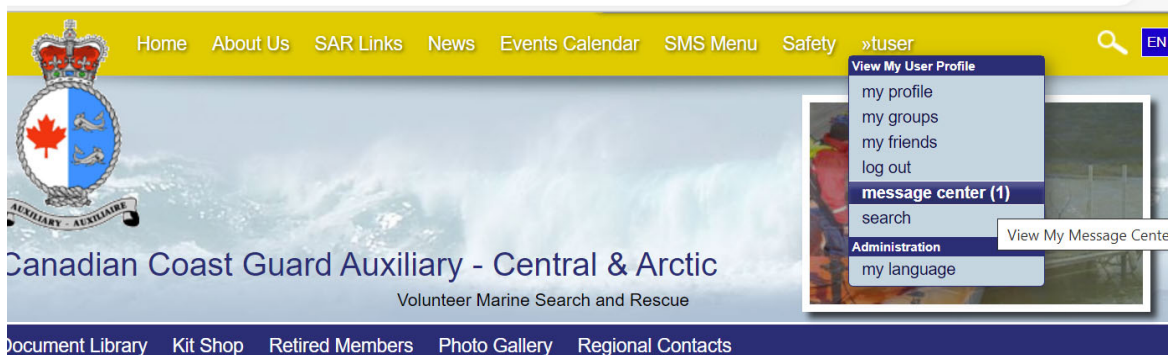 Home About Us SAR Links News Events Calendar SMS Menu Safety »tuser EN
View My User Profile
my profile
my groups
my friends
log out
message center (1)
search
View My Message Cente
Administration
my language
AUXILIARY - AUXILIAIRE
Canadian Coast Guard Auxiliary - Central & Arctic
Volunteer Marine Search and Rescue
Document Library Kit Shop Retired Members Photo Gallery Regional Contacts